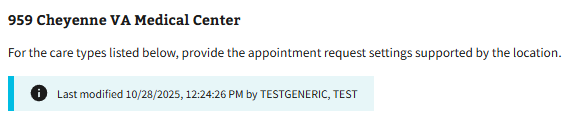 959 Cheyenne VA Medical Center
For the care types listed below, provide the appointment request settings supported by the location.
Last modified 10/28/2025, 12:24:26 PM by TESTGENERIC, TEST